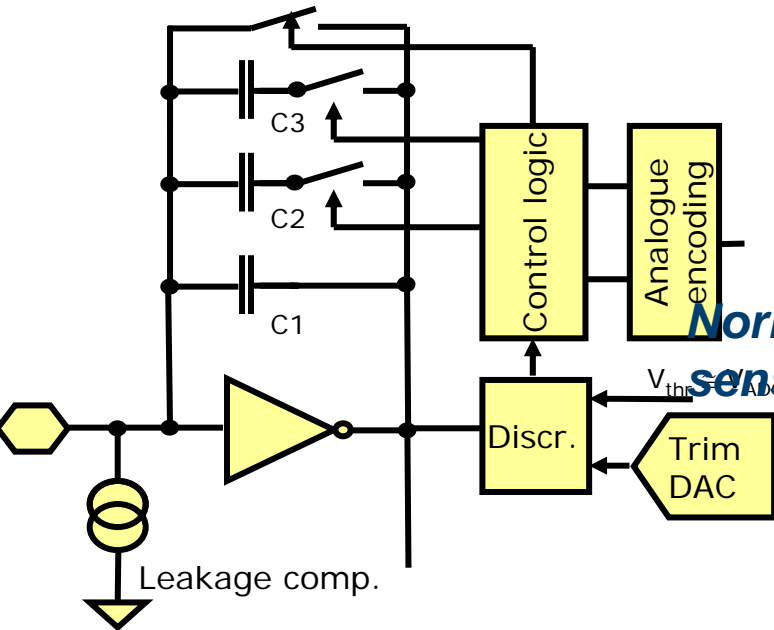 C3
C2
C1
Control logic
Analogue
encoding
Discr.
Trim
DAC
Leakage comp.